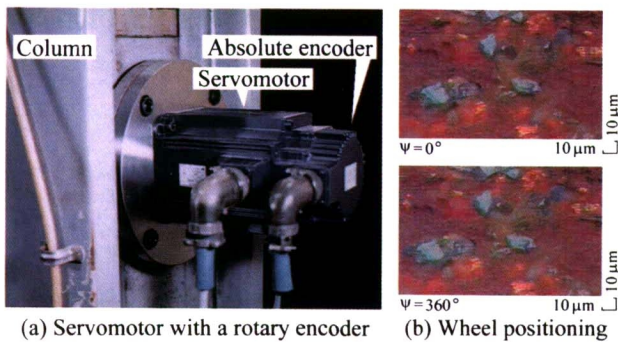 Column
Absolute encoder
Servomotor
Ψ=0°
10 μm
10 μm
Ψ=360°
10 μm
10 μm
(a) Servomotor with a rotary encoder
(b) Wheel positioning